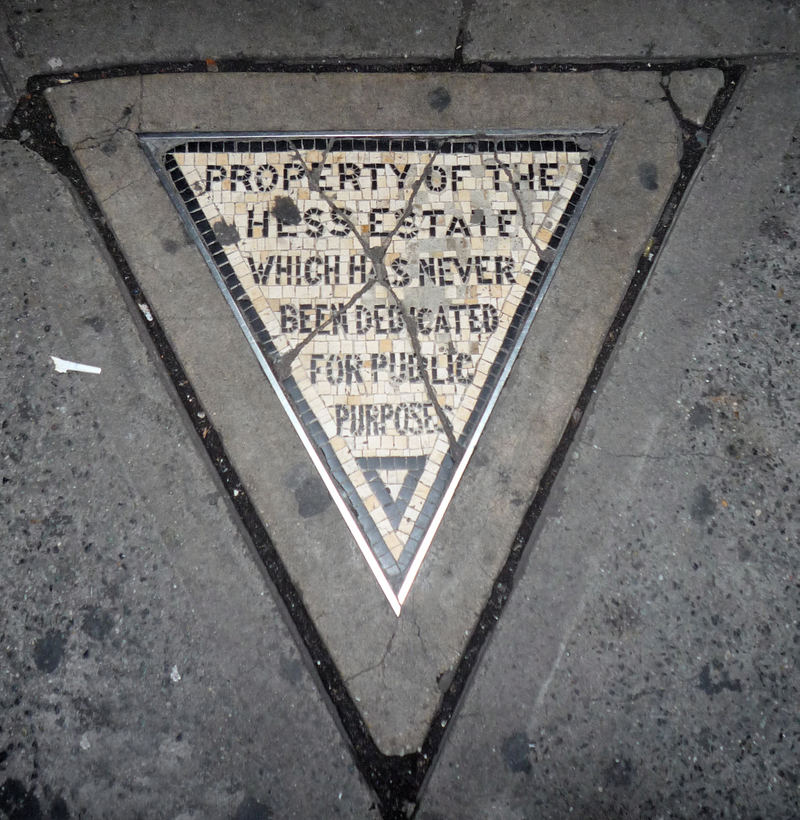 PROPERTY OF THE
HESS ESTATE
WHICH HAS NEVER
BEEN DEDICATED
FOR PUBLIC
PURPOSES